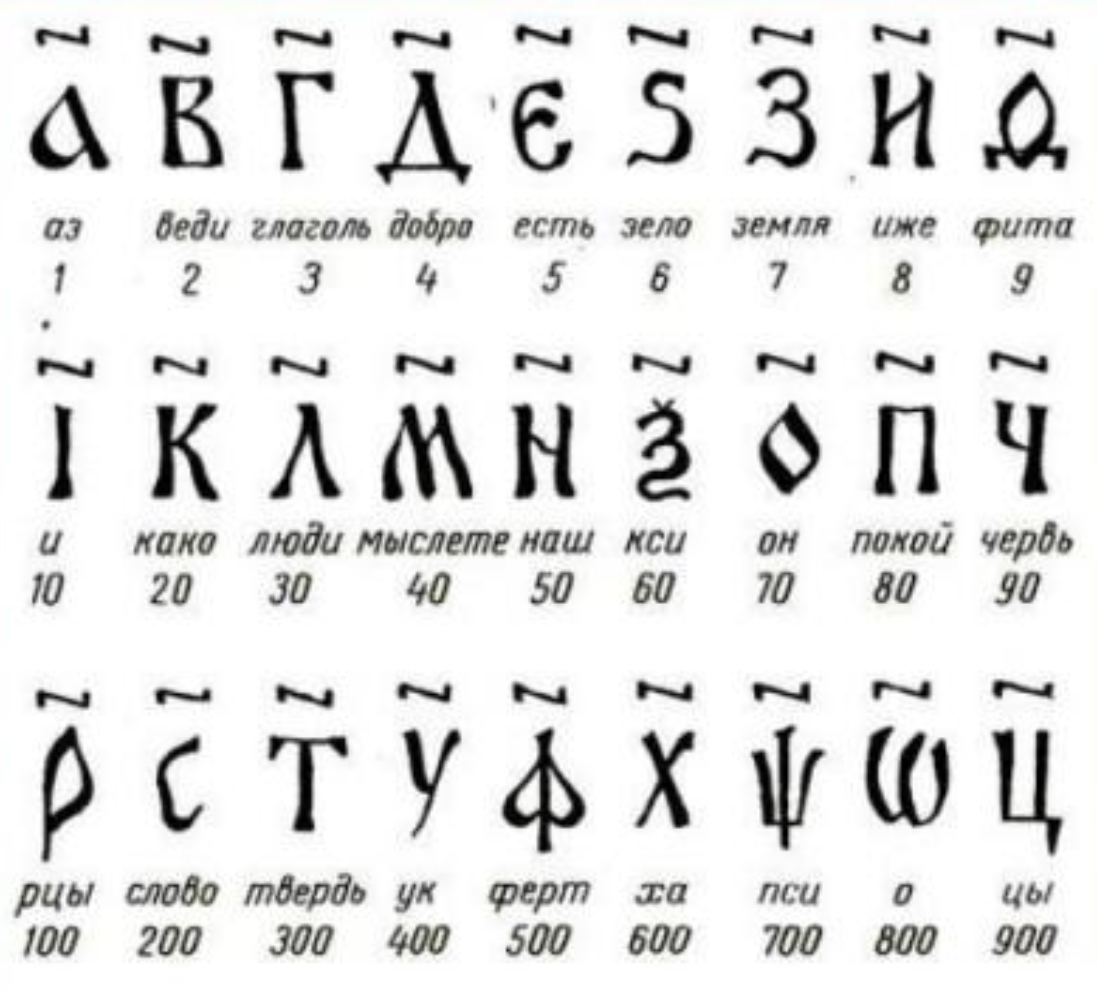 а҃ в҃ г҃ д҃ є҃ ѕ҃ з҃ и҃ ѳ҃
аз веди глаголь добро есть зело земля иже фита
1 2 3 4 5 6 7 8 9
і҃ к҃ л҃ м҃ н҃ ѯ҃ о҃ п҃ ч҃
и како люди мыслете наш кси он покой червь
10 20 30 40 50 60 70 80 90
р҃ с҃ т҃ у҃ ф҃ х҃ ѱ҃ ѡ҃ ц҃
рцы слово твердь ук ферт ха пси о цы
100 200 300 400 500 600 700 800 900